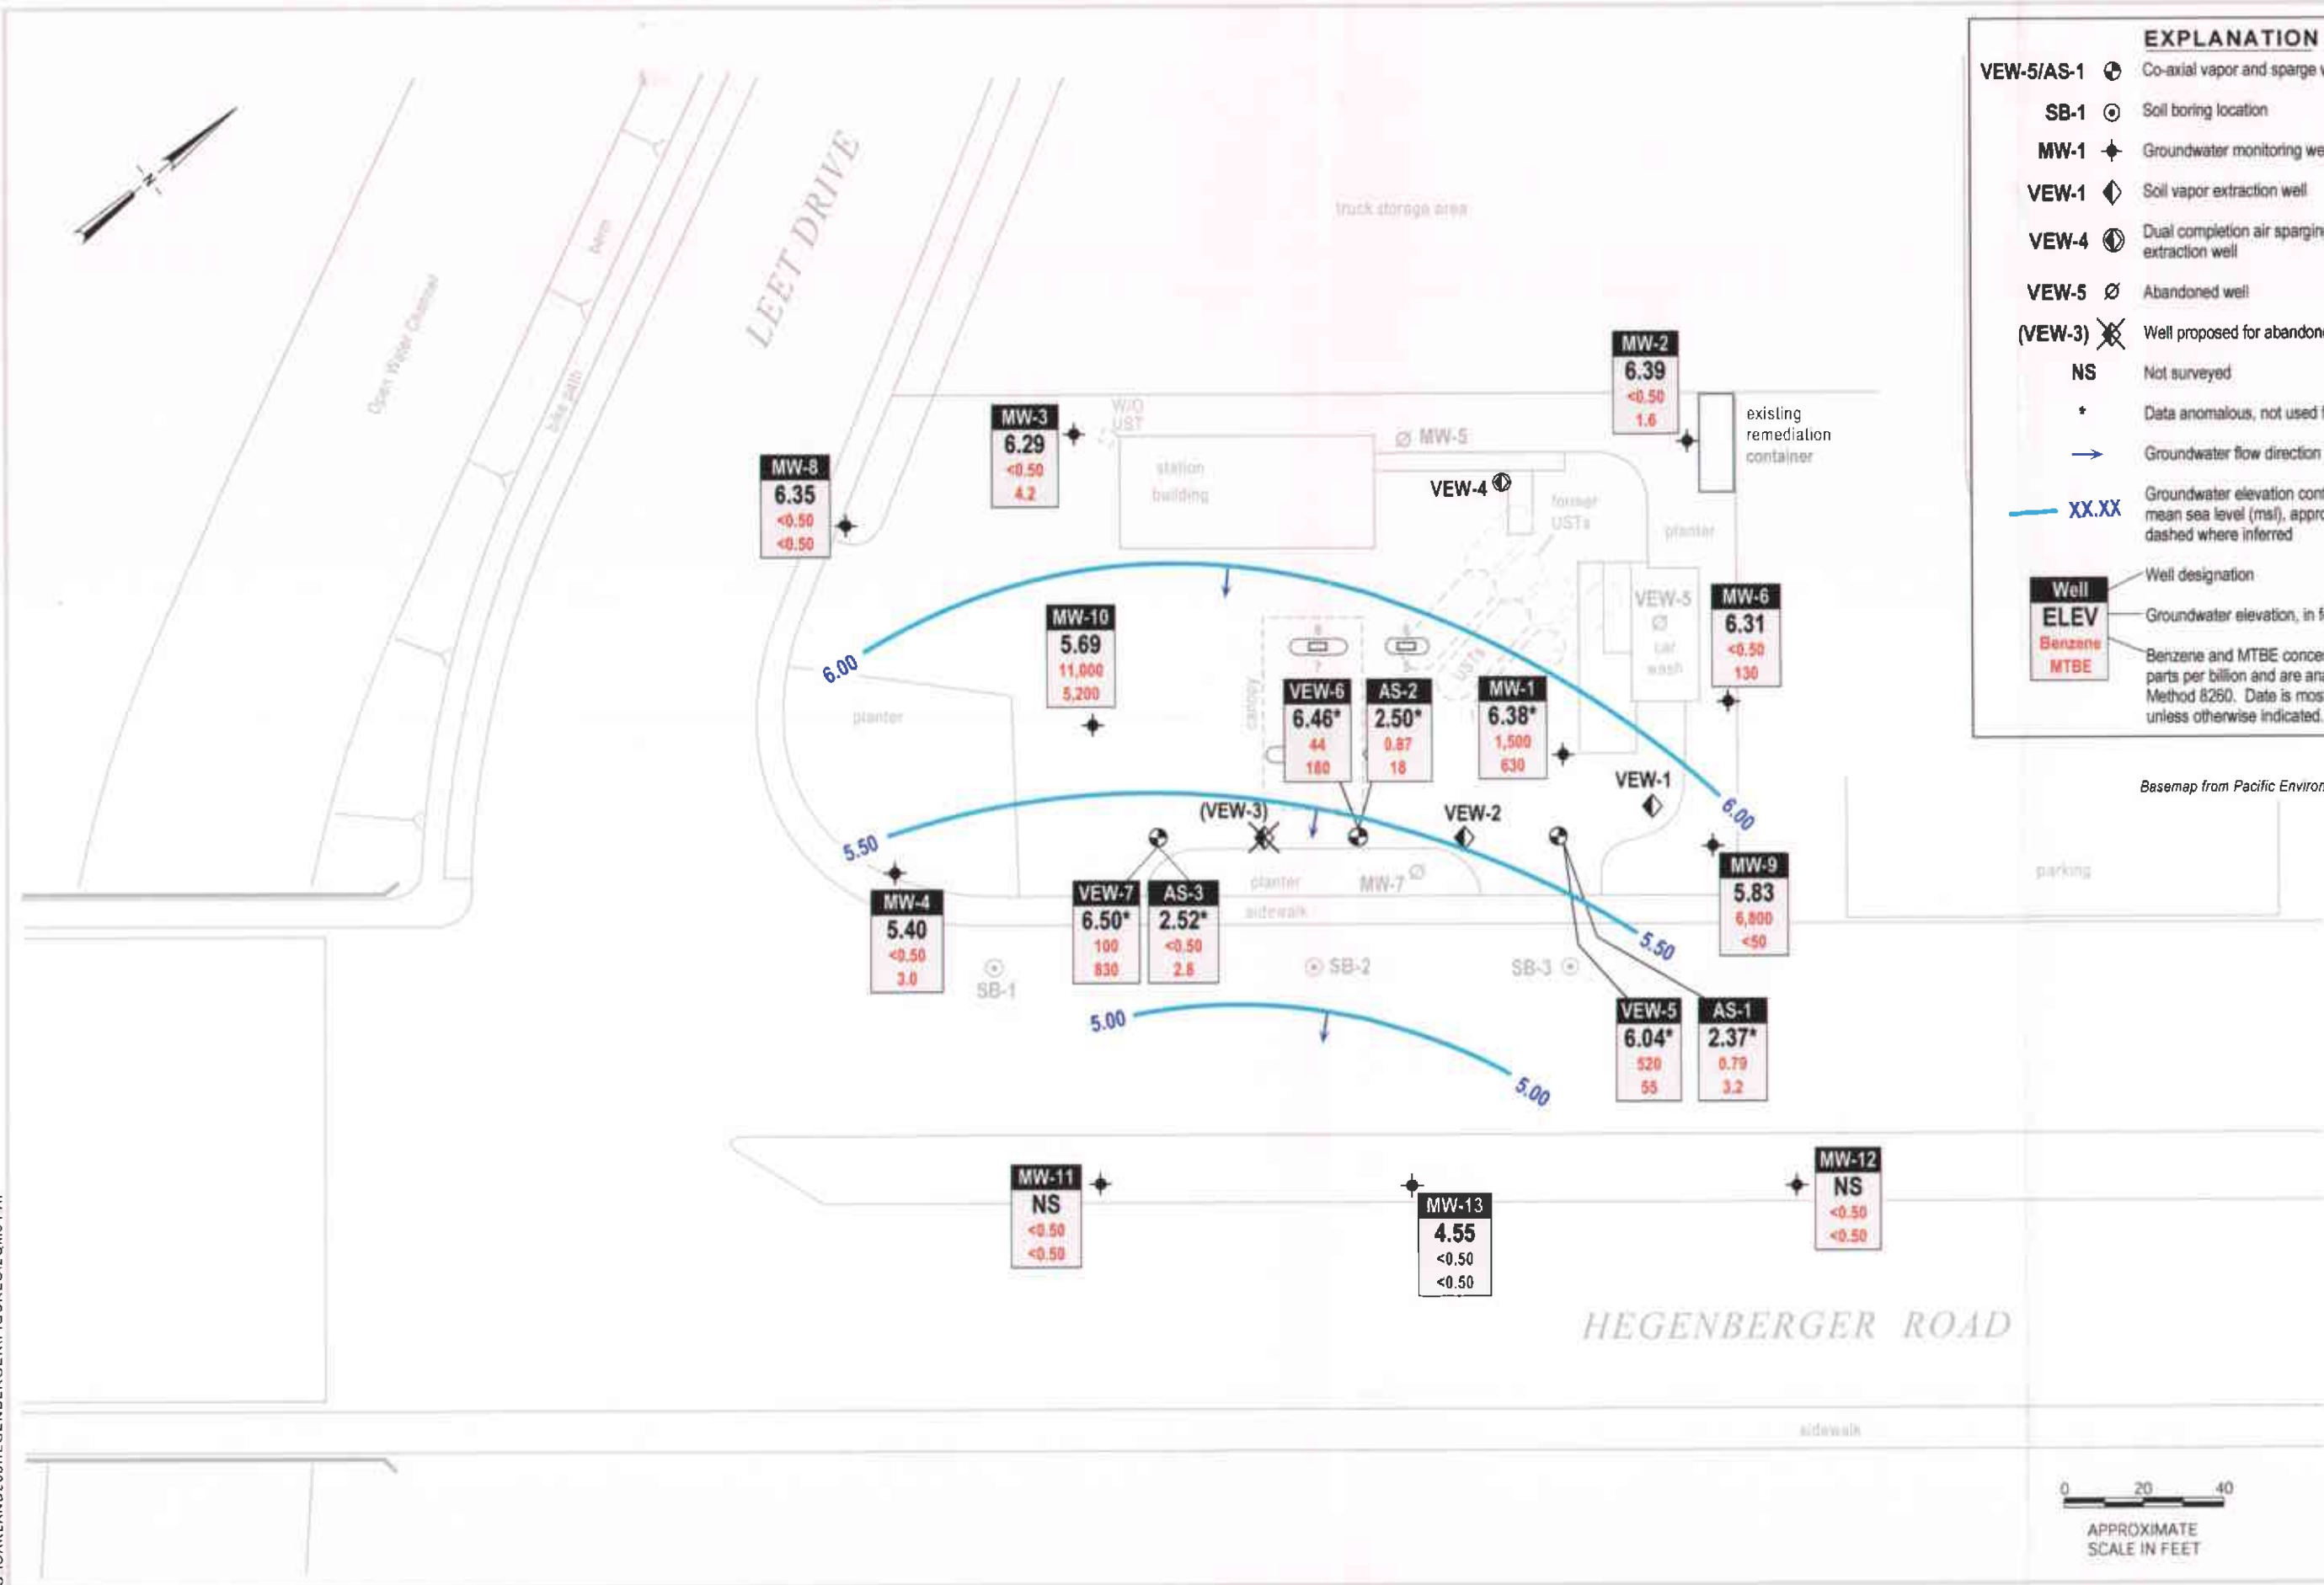 EXPLANATION
VEW-5/AS-1 Co-axial vapor and sparge
SB-1 Soil boring location
MW-1 Groundwater monitoring
VEW-1 Soil vapor extraction well
VEW-4 Dual completion air
extraction well
VEW-5 Abandoned well
(VEW-3) Well proposed for
NS Not surveyed
* Data anomalous, not used
Groundwater flow direction
XX.XX Groundwater elevation
mean sea level (msl),
dashed where inferred
Well
ELEV
Benzene
MTBE
Well designation
Groundwater elevation, in
Benzene and MTBE
parts per billion and are
Method 8260. Date is
unless otherwise indicated.
Basemap from Pacific
N
Open Water Channel
berm
bike path
LEET DRIVE
truck storage area
MW-2
6.39
<0.50
1.6
existing
remediation
container
MW-3
6.29
<0.50
4.2
W/O
UST
MW-5
station
building
VEW-4
former
USTs
planter
MW-8
6.35
<0.50
<0.50
MW-10
5.69
11,000
5,200
VEW-5
car
wash
MW-6
6.31
<0.50
130
6.00
planter
canopy
8
7
6
5
USTs
VEW-6
6.46*
44
180
AS-2
2.50*
0.87
18
MW-1
6.38*
1,500
630
VEW-1
6.00
(VEW-3)
VEW-2
5.50
MW-4
5.40
<0.50
3.0
VEW-7
6.50*
100
830
AS-3
2.52*
<0.50
2.8
planter
MW-7
sidewalk
MW-9
5.83
6,800
<50
parking
5.50
SB-1
SB-2
SB-3
5.00
5.00
VEW-5
6.04*
520
55
AS-1
2.37*
0.79
3.2
MW-11
NS
<0.50
<0.50
MW-13
4.55
<0.50
<0.50
MW-12
NS
<0.50
<0.50
HEGENBERGER ROAD
sidewalk
0 20 40
APPROXIMATE
SCALE IN FEET